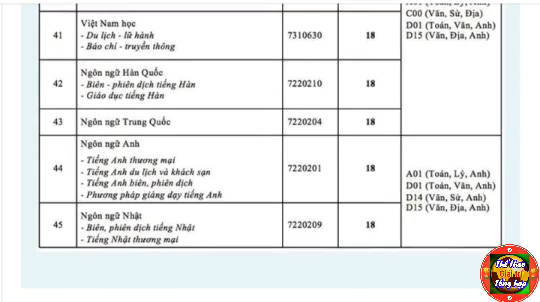 C00 (Văn, Sử, Địa)
D01 (Toán, Văn, Anh)
D15 (Văn, Địa, Anh)
41
Việt Nam học
- Du lịch - lữ hành
- Báo chí - truyền thông
7310630
18
42
Ngôn ngữ Hàn Quốc
- Biên - phiên dịch tiếng Hàn
- Giáo dục tiếng Hàn
7220210
18
43
Ngôn ngữ Trung Quốc
7220204
18
44
Ngôn ngữ Anh
- Tiếng Anh thương mại
- Tiếng Anh du lịch và khách sạn
- Tiếng Anh biên, phiên dịch
- Phương pháp giảng dạy tiếng Anh
7220201
18
A01 (Toán, Lý, Anh)
D01 (Toán, Văn, Anh)
D14 (Văn, Sử, Anh)
D15 (Văn, Địa, Anh)
45
Ngôn ngữ Nhật
- Biên, phiên dịch tiếng Nhật
- Tiếng Nhật thương mại
7220209
18
Thể Thao
Tổng hợp